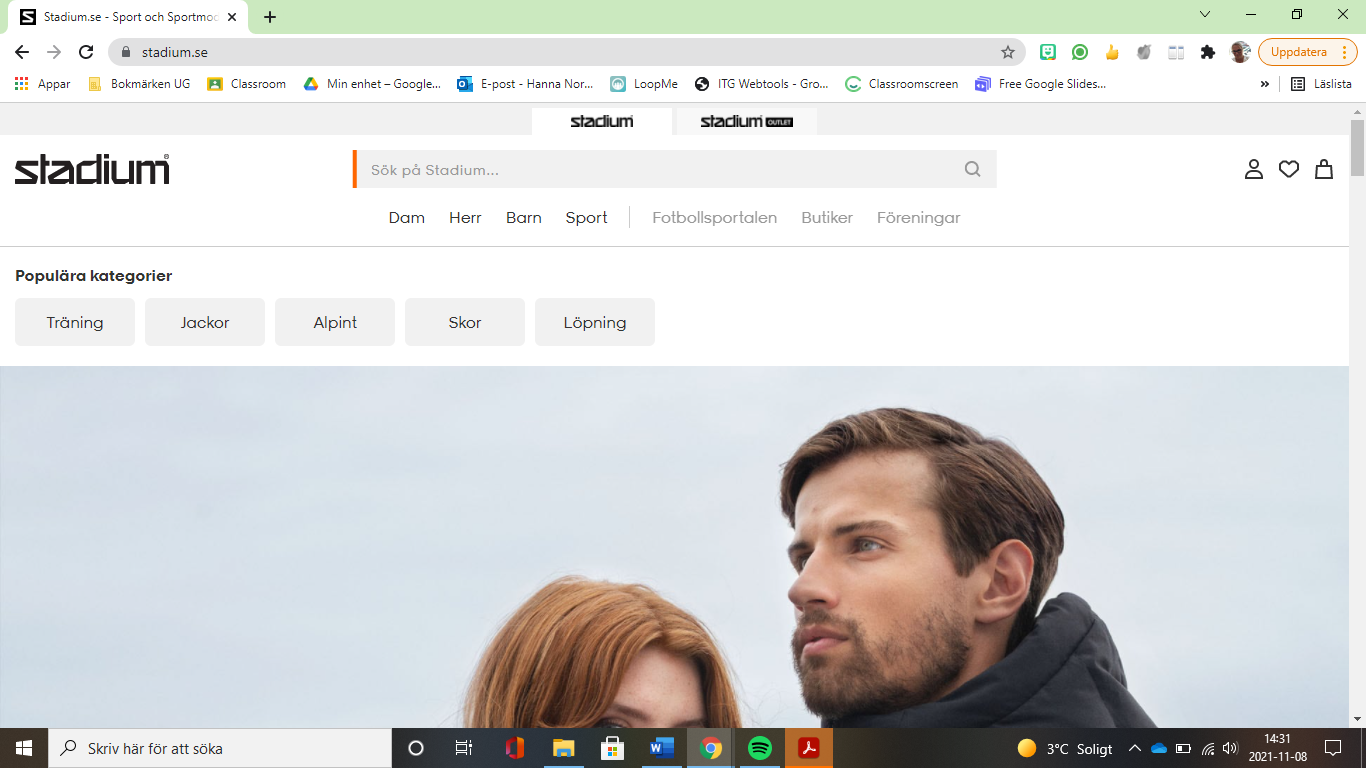 Stadium.se - Sport och Sportmod
stadium.se
Uppdatera
Appar
Bokmärken UG
Classroom
Min enhet – Google...
E-post - Hanna Nor...
LoopMe
ITG Webtools - Gro...
Classroomscreen
Free Google Slides...
»
Läslista
stadium
stadium OUTLET
stadium
Sök på Stadium...
Dam Herr Barn Sport Fotbollsportalen Butiker Föreningar
Populära kategorier
Träning Jackor Alpint Skor Löpning
Skriv här för att söka
3°C Soligt
14:31
2021-11-08